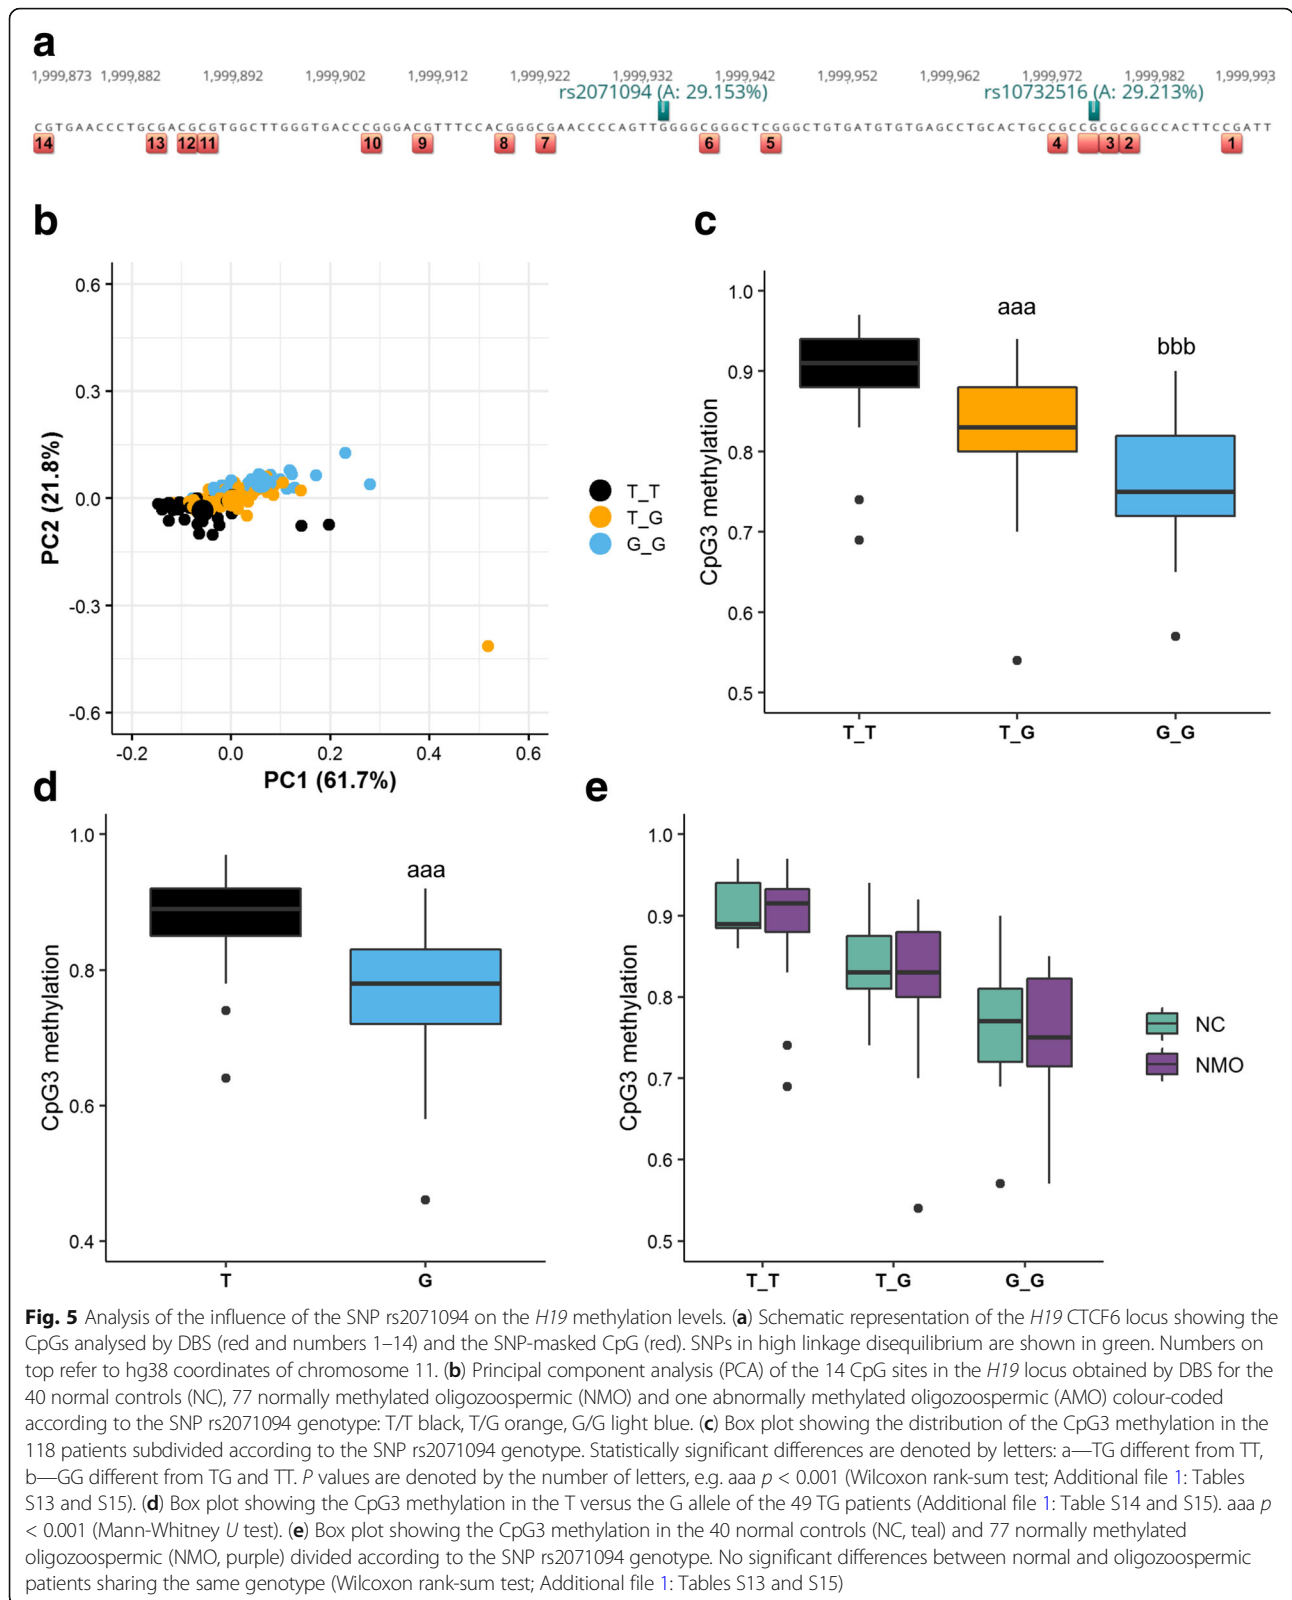 a
1,999,873 1,999,882 1,999,892 1,999,902 1,999,912 1,999,922 1,999,932 1,999,942 1,999,952 1,999,962 1,999,972 1,999,982 1,999,993
rs2071094 (A: 29.153%) rs10732516 (A: 29.213%)
CGTGAACCCTGCGACGCGTGGCTTGGGTGACCCGGGACGTTTCCACGGGCGAACCCCAGTTGGGGCGGGCTCGGGCTGTGATGTGTGAGCCTGCACTGCCGCCGCGCGGCCACTTCCGATT
14 13 12 11 10 9 8 7 6 5 4 3 2 1
b
0.6
0.3
0.0
-0.3
-0.6
PC2 (21.8%)
-0.2 0.0 0.2 0.4 0.6
PC1 (61.7%)
T_T
T_G
G_G
c
1.0
0.9
0.8
0.7
0.6
0.5
CpG3 methylation
aaa
bbb
T_T T_G G_G
d
1.0
0.8
0.6
0.4
CpG3 methylation
aaa
T G
e
1.0
0.9
0.8
0.7
0.6
0.5
CpG3 methylation
T_T T_G G_G
NC
NMO
Fig. 5 Analysis of the influence of the SNP rs2071094 on the H19 methylation levels. (a) Schematic representation of the H19 CTCF6 locus showing the
CpGs analysed by DBS (red and numbers 1–14) and the SNP-masked CpG (red). SNPs in high linkage disequilibrium are shown in green. Numbers on
top refer to hg38 coordinates of chromosome 11. (b) Principal component analysis (PCA) of the 14 CpG sites in the H19 locus obtained by DBS for the
40 normal controls (NC), 77 normally methylated oligozoospermic (NMO) and one abnormally methylated oligozoospermic (AMO) colour-coded
according to the SNP rs2071094 genotype: T/T black, T/G orange, G/G light blue. (c) Box plot showing the distribution of the CpG3 methylation in the
118 patients subdivided according to the SNP rs2071094 genotype. Statistically significant differences are denoted by letters: a—TG different from TT,
b—GG different from TG and TT. P values are denoted by the number of letters, e.g. aaa p < 0.001 (Wilcoxon rank-sum test; Additional file 1: Tables
S13 and S15). (d) Box plot showing the CpG3 methylation in the T versus the G allele of the 49 TG patients (Additional file 1: Table S14 and S15). aaa p
< 0.001 (Mann-Whitney U test). (e) Box plot showing the CpG3 methylation in the 40 normal controls (NC, teal) and 77 normally methylated
oligozoospermic (NMO, purple) divided according to the SNP rs2071094 genotype. No significant differences between normal and oligozoospermic
patients sharing the same genotype (Wilcoxon rank-sum test; Additional file 1: Tables S13 and S15)